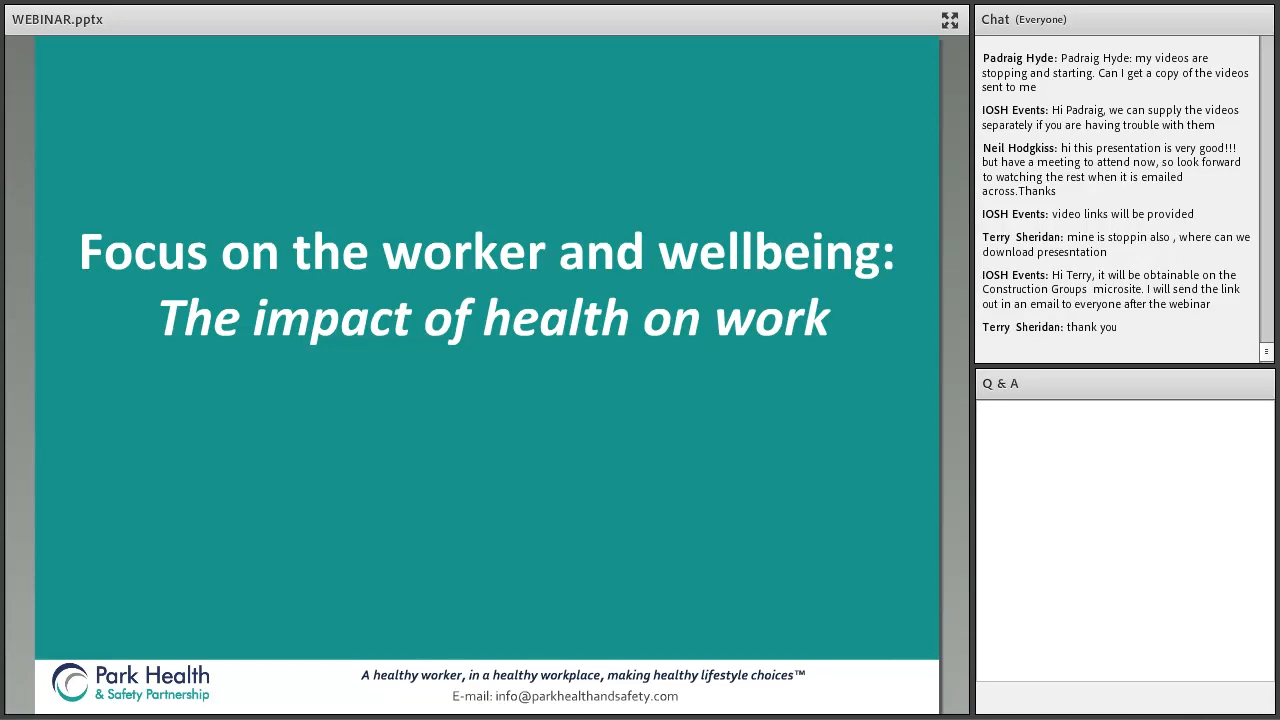 WEBINAR.pptx
Focus on the worker and wellbeing:
The impact of health on work
Park Health
& Safety Partnership
A healthy worker, in a healthy workplace, making healthy lifestyle choices™
E-mail: info@parkhealthandsafety.com
Chat (Everyone)
Padraig Hyde: Padraig Hyde: my videos are
stopping and starting. Can I get a copy of the videos
sent to me
IOSH Events: Hi Padraig, we can supply the videos
separately if you are having trouble with them
Neil Hodgkiss: hi this presentation is very good!!!
but have a meeting to attend now, so look forward
to watching the rest when it is emailed
across.Thanks
IOSH Events: video links will be provided
Terry Sheridan: mine is stoppin also , where can we
download presesntation
IOSH Events: Hi Terry, it will be obtainable on the
Construction Groups microsite. I will send the link
out in an email to everyone after the webinar
Terry Sheridan: thank you
Q & A